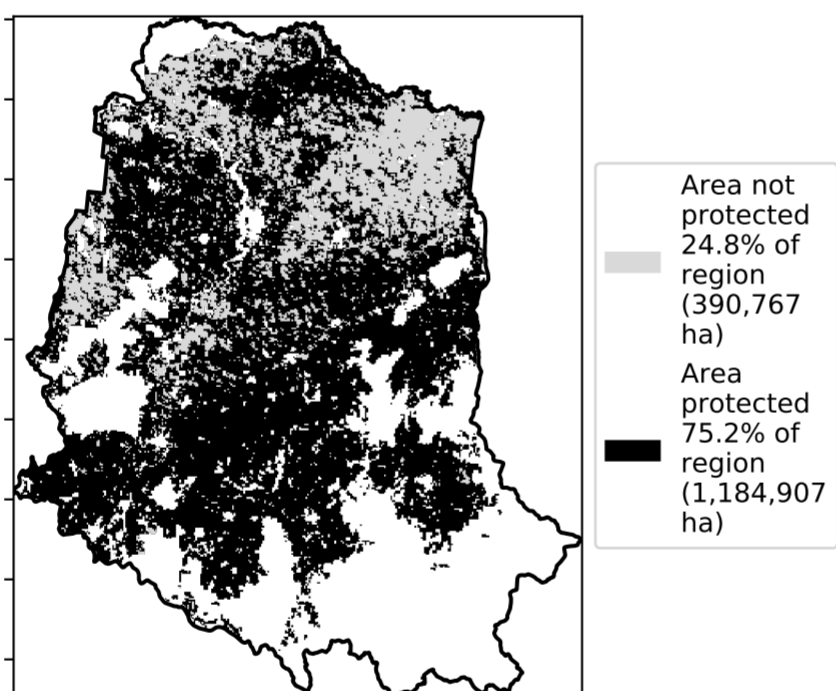 Area not
protected
24.8% of
region
(390,767
ha)
Area
protected
75.2% of
region
(1,184,907
ha)